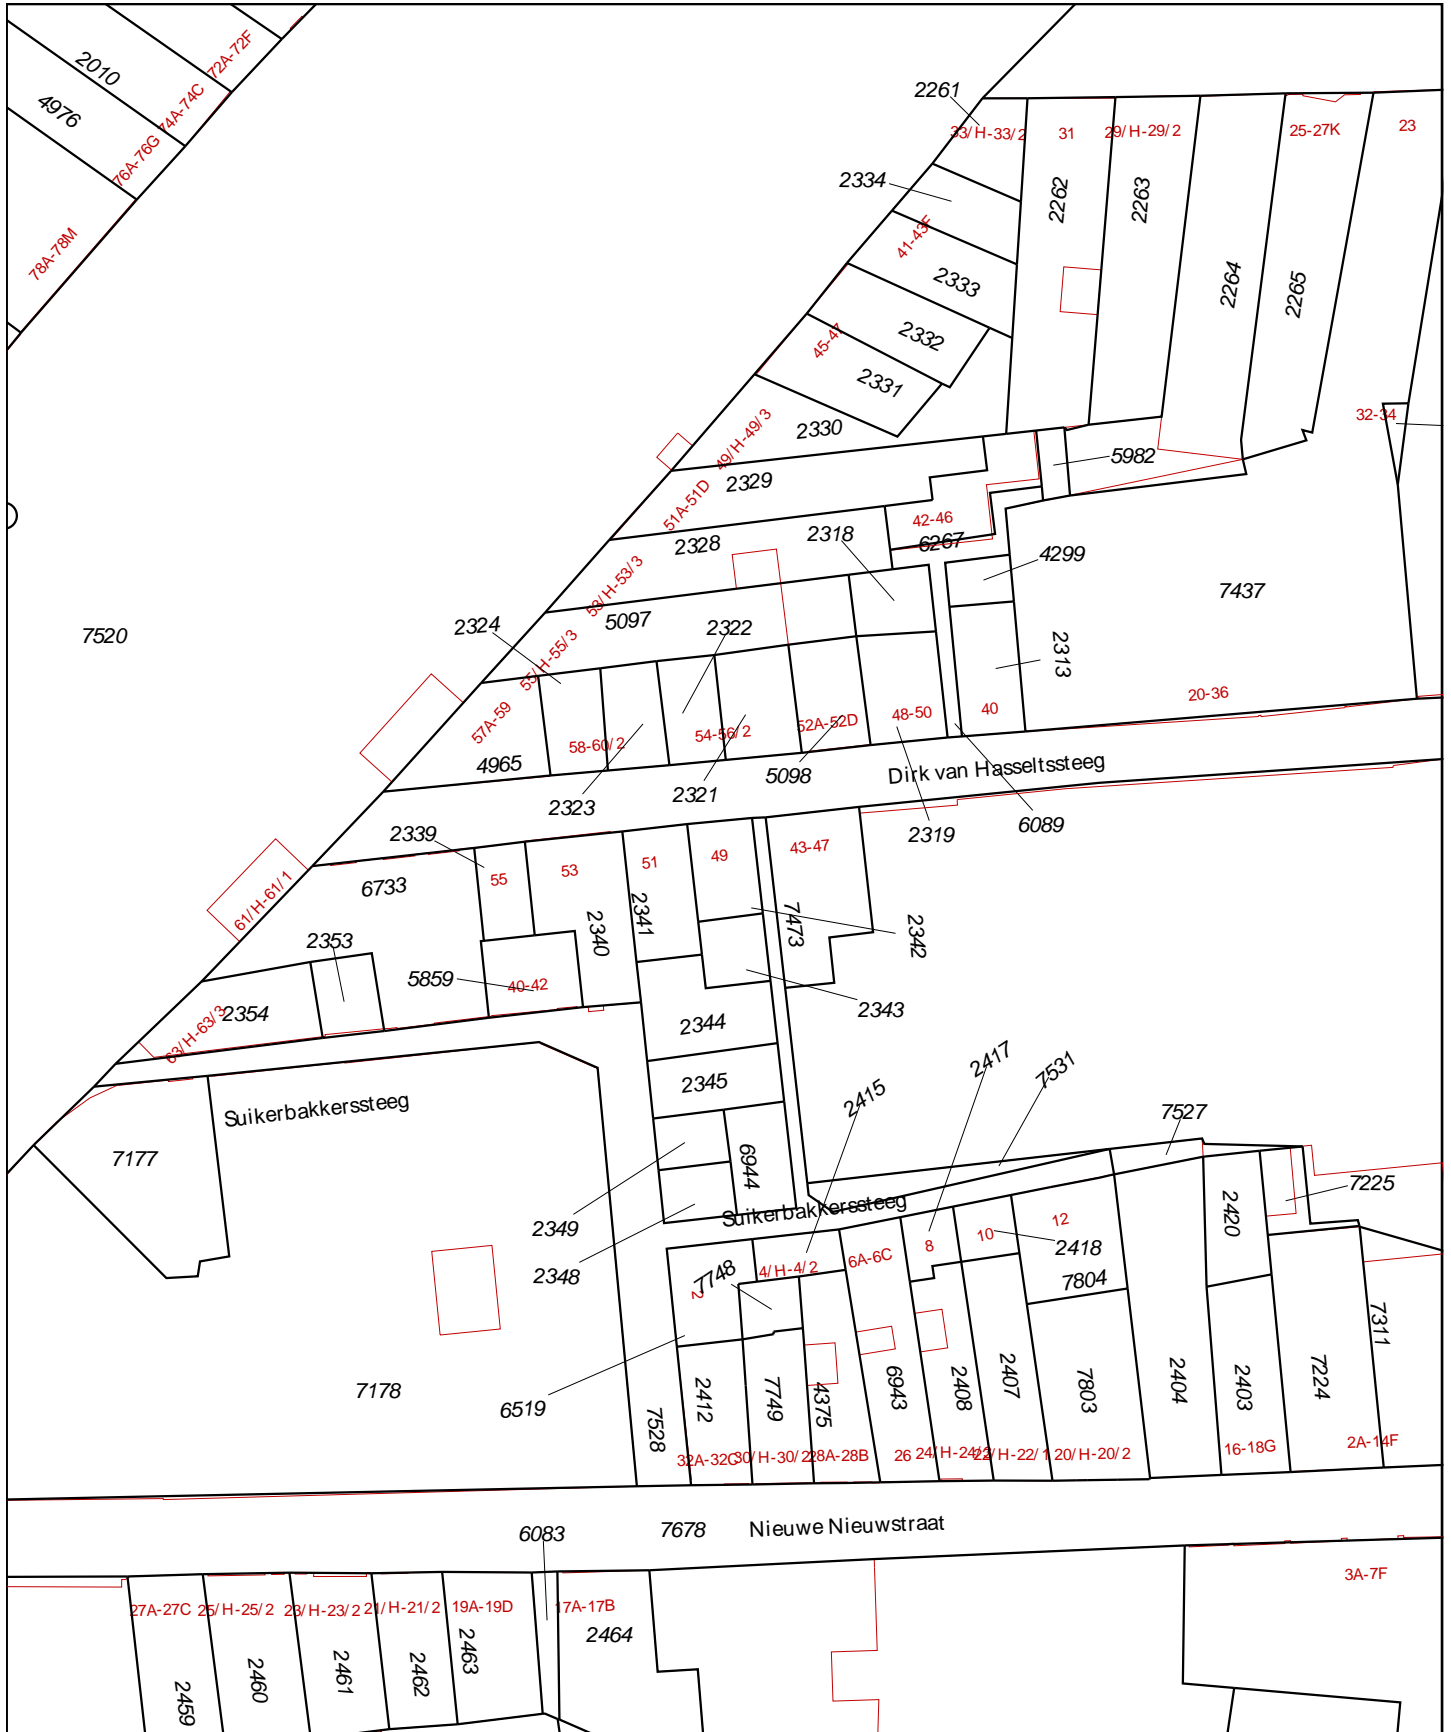 72A-72F
2010
74A-74C
4976
76A-76G
78A-78M
2261
33/H-33/2
31
29/H-29/2
25-27K
23
2334
2262
2263
41-43F
2333
2264
2265
2332
45-47
2331
32-34
2330
49/H-49/3
5982
2329
51A-51D
42-46
2318
6267
2328
4299
53/H-53/3
7437
5097
2322
2324
7520
55/H-55/3
2313
20-36
57A-59
40
48-50
52A-52D
54-56/2
58-60/2
4965
5098
Dirk van Hasseltssteeg
2323
2321
2319
6089
2339
43-47
49
51
53
55
6733
61/H-61/1
2341
2340
7473
2342
2353
5859
40-42
2354
2343
63/H-63/3
2344
2417
7531
2345
2415
Suikerbakkerssteeg
7527
7177
6944
7225
2349
Suikerbakkerssteeg
2420
12
10
8
2418
6A-6C
4/H-4/2
2348
7748
7804
2
7311
7178
6519
2412
7749
4375
6943
2408
2407
7803
2404
2403
7224
7528
32A-32C
30/H-30/2
28A-28B
26
24/H-24/2
22/H-22/1
20/H-20/2
16-18G
2A-14F
6083
7678
Nieuwe Nieuwstraat
3A-7F
27A-27C
25/H-25/2
23/H-23/2
21/H-21/2
19A-19D
17A-17B
2464
2463
2462
2461
2460
2459